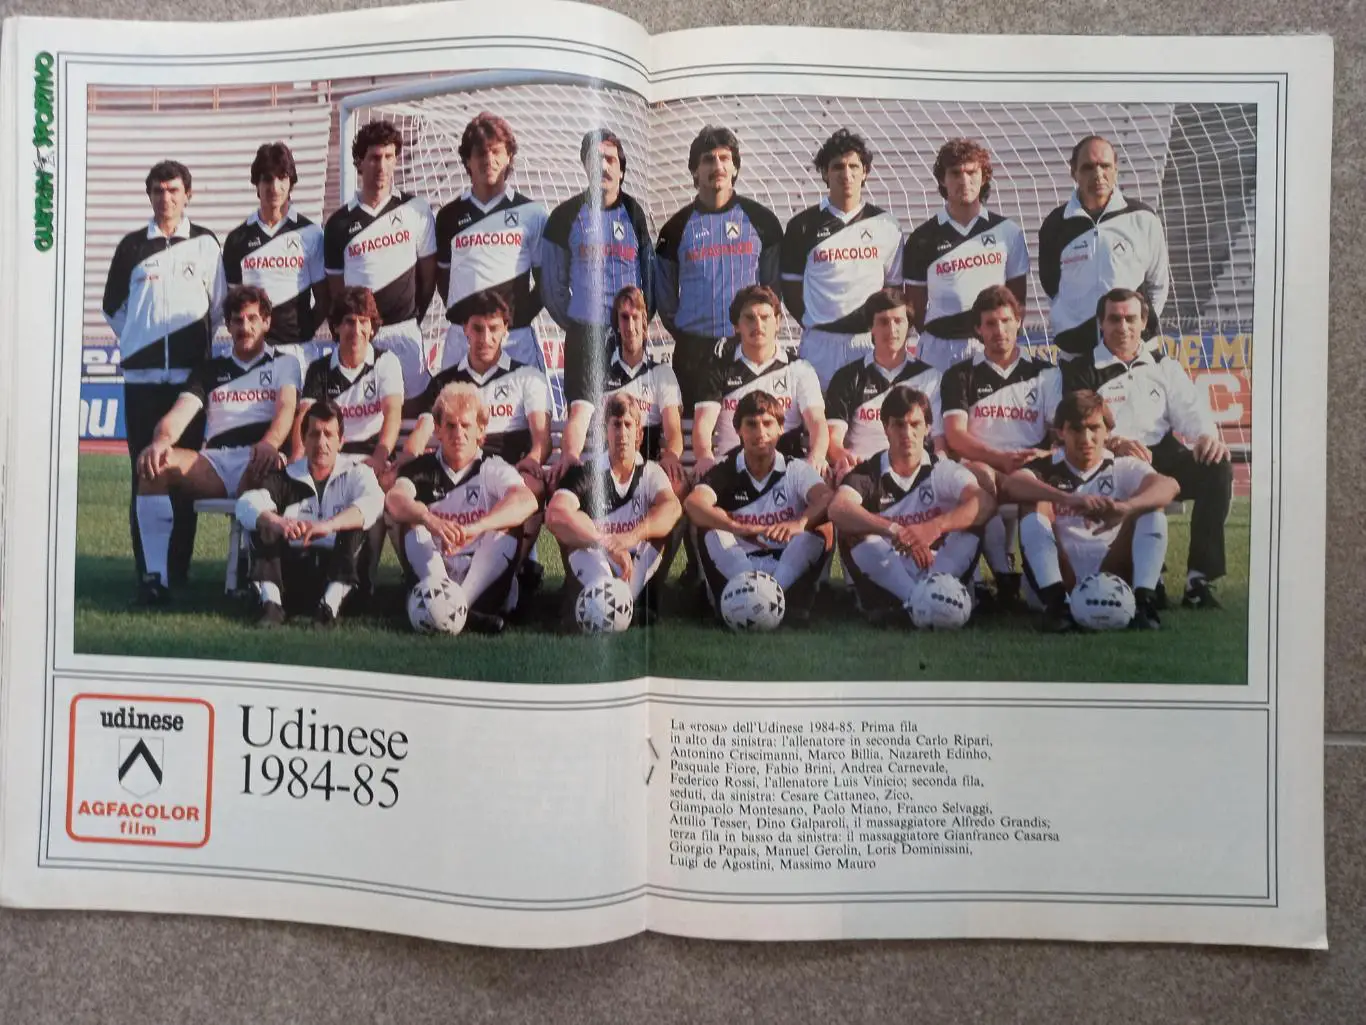 GUERIN SPORTIVO
AGFACOLOR
AGFACOLOR
AGFACOLOR
AGFACOLOR
AGFACOLOR
AGFACOLOR
AGFACOLOR
AGFACOLOR
AGFACOLOR
AGFACOLOR
udinese
AGFACOLOR
film
Udinese
1984-85
La «rosa» dell'Udinese 1984-85. Prima fila
in alto da sinistra: l'allenatore in seconda Carlo Ripari,
Antonino Criscimanni, Marco Billia, Nazareth Edinho,
Pasquale Fiore, Fabio Brini, Andrea Carnevale,
Federico Rossi, l'allenatore Luis Vinicio; seconda fila,
seduti, da sinistra: Cesare Cattaneo, Zico,
Giampaolo Montesano, Paolo Miano, Franco Selvaggi,
Attilio Tesser, Dino Galparoli, il massaggiatore Alfredo Grandis;
terza fila in basso da sinistra: il massaggiatore Gianfranco Casarsa
Giorgio Papais, Manuel Gerolin, Loris Dominissini,
Luigi de Agostini, Massimo Mauro